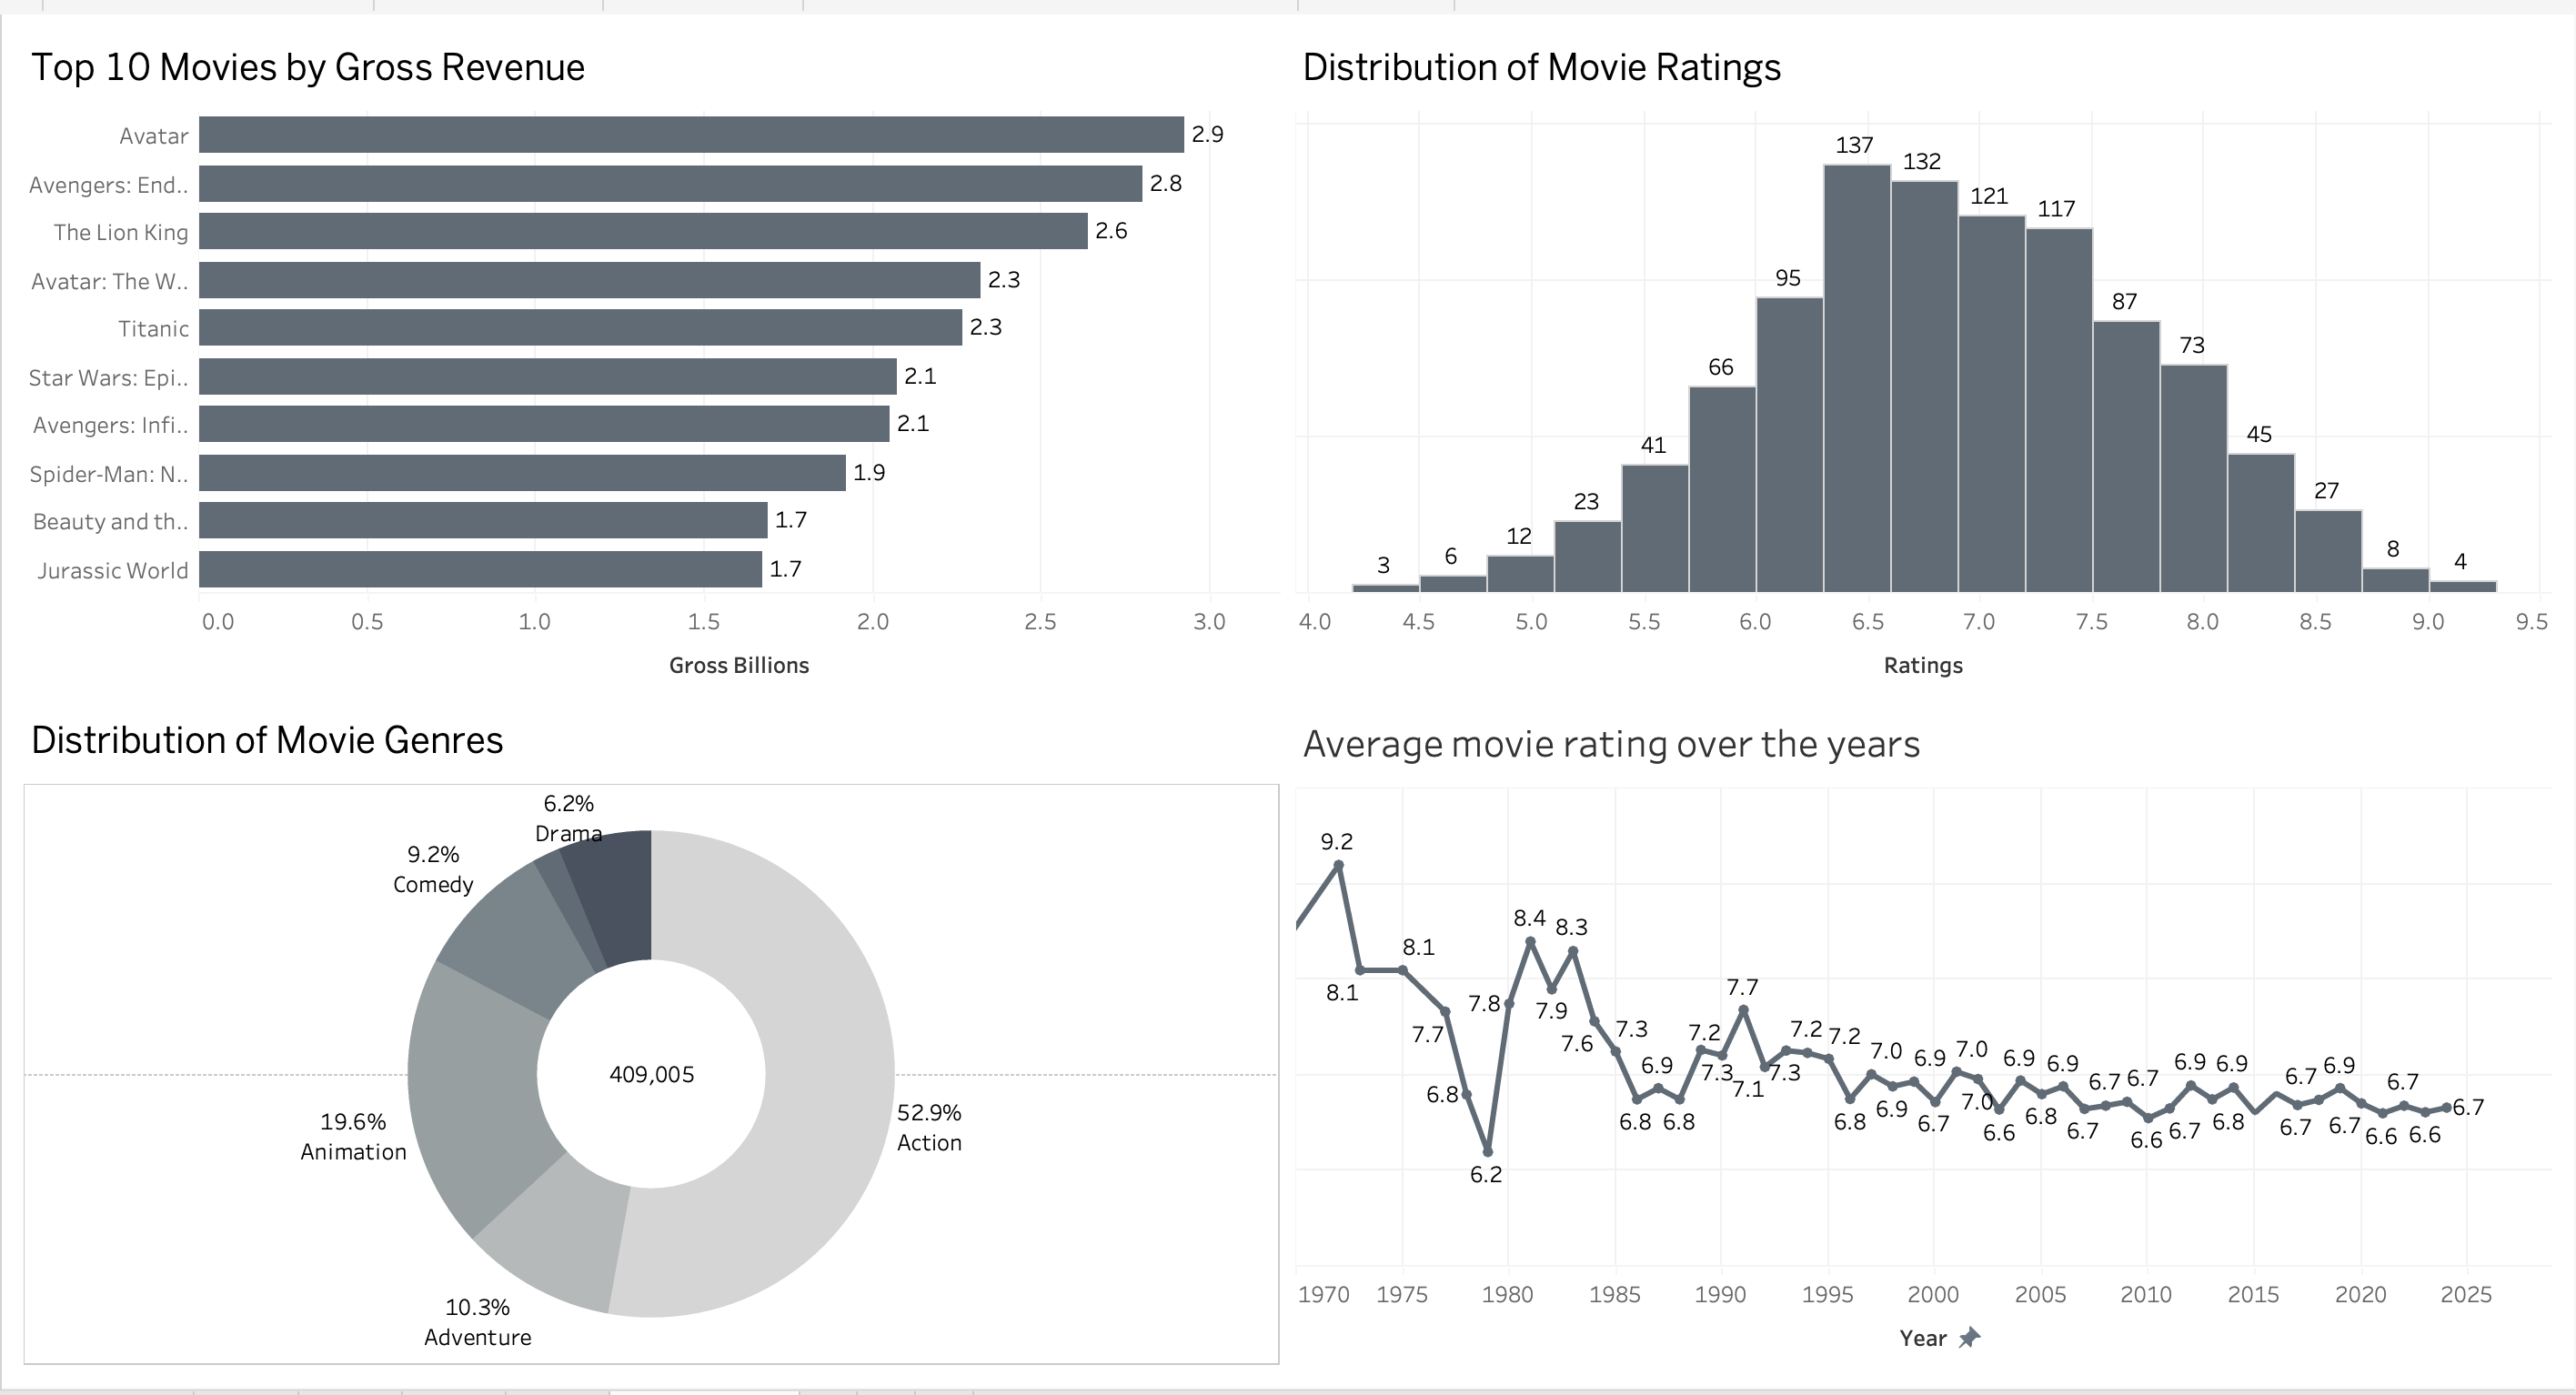 Top 10 Movies by Gross Revenue
Avatar
2.9
Avengers: End..
2.8
The Lion King
2.6
Avatar: The W..
2.3
Titanic
2.3
Star Wars: Epi..
2.1
Avengers: Infi..
2.1
Spider-Man: N..
1.9
Beauty and th..
1.7
Jurassic World
1.7
0.0 0.5 1.0 1.5 2.0 2.5 3.0
Gross Billions
Distribution of Movie Ratings
3 6 12 23 41 66 95 137 132 121 117 87 73 45 27 8 4
4.0 4.5 5.0 5.5 6.0 6.5 7.0 7.5 8.0 8.5 9.0 9.5
Ratings
Distribution of Movie Genres
6.2%
Drama
9.2%
Comedy
409,005
52.9%
Action
19.6%
Animation
10.3%
Adventure
Average movie rating over the years
9.2 8.1 8.1 7.7 6.8 6.2 7.8 8.4 7.9 8.3 7.6 7.3 6.8 6.9 6.8 7.2 7.3 7.7 7.1 7.3 7.2 7.2 6.8 7.0 6.9 6.9 6.7 7.0 7.0 6.6 6.9 6.8 6.9 6.7 6.7 6.7 6.6 6.7 6.9 6.8 6.9 6.7 6.7 6.9 6.7 6.6 6.7 6.6 6.7
1970 1975 1980 1985 1990 1995 2000 2005 2010 2015 2020 2025
Year